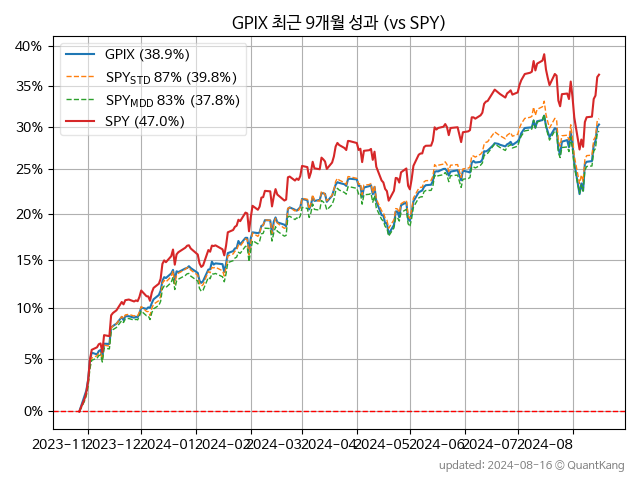 GPIX 최근 9개월 성과 (vs SPY)
GPIX (38.9%)
SPY_STD 87% (39.8%)
SPY_MDD 83% (37.8%)
SPY (47.0%)
40%
35%
30%
25%
20%
15%
10%
5%
0%
2023-11 2023-12 2024-01 2024-02 2024-03 2024-04 2024-05 2024-06 2024-07 2024-08
updated: 2024-08-16 © QuantKang